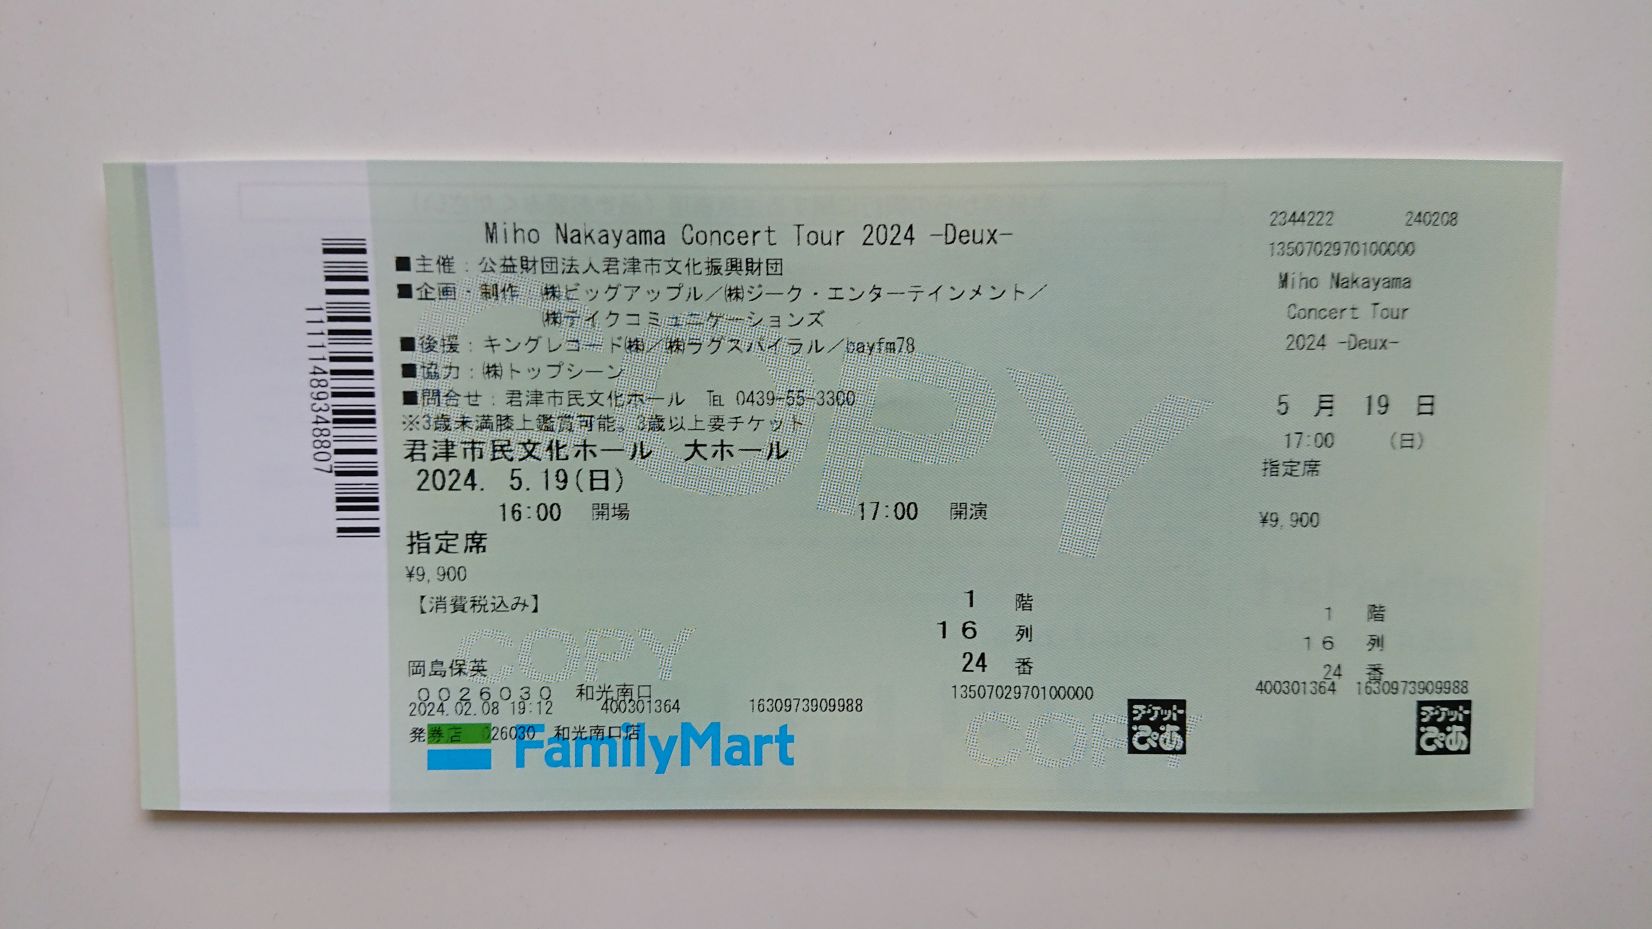 Miho Nakayama Concert Tour 2024 -Deux-
■主催：公益財団法人君津市文化振興財団
■企画・制作　㈱ビッグアップル／㈱ジーク・エンターテインメント／
㈱テイクコミュニケーションズ
■後援：キングレコード㈱／㈱ラグスパイラル／bayfm78
■協力：㈱トップシーン
■問合せ：君津市民文化ホール　℡ 0439-55-3300
※3歳未満膝上鑑賞可能。3歳以上要チケット
君津市民文化ホール　大ホール
2024. 5.19(日)
16:00　開場　17:00　開演
指定席
¥9,900
【消費税込み】
1 階
16 列
24 番
岡島保英
0026030　和光南口
2024.02.08 19:12　400301364　1630973909988　1350702970100000
発券店　026030　和光南口店
FamilyMart
チケットぴあ
11111489348807
COPY
COPY
COPY
2344222　240208
1350702970100000
Miho Nakayama
Concert Tour
2024 -Deux-
5 月 19 日
17:00　(日)
指定席
¥9,900
1 階
16 列
24 番
400301364　1630973909988
チケットぴあ